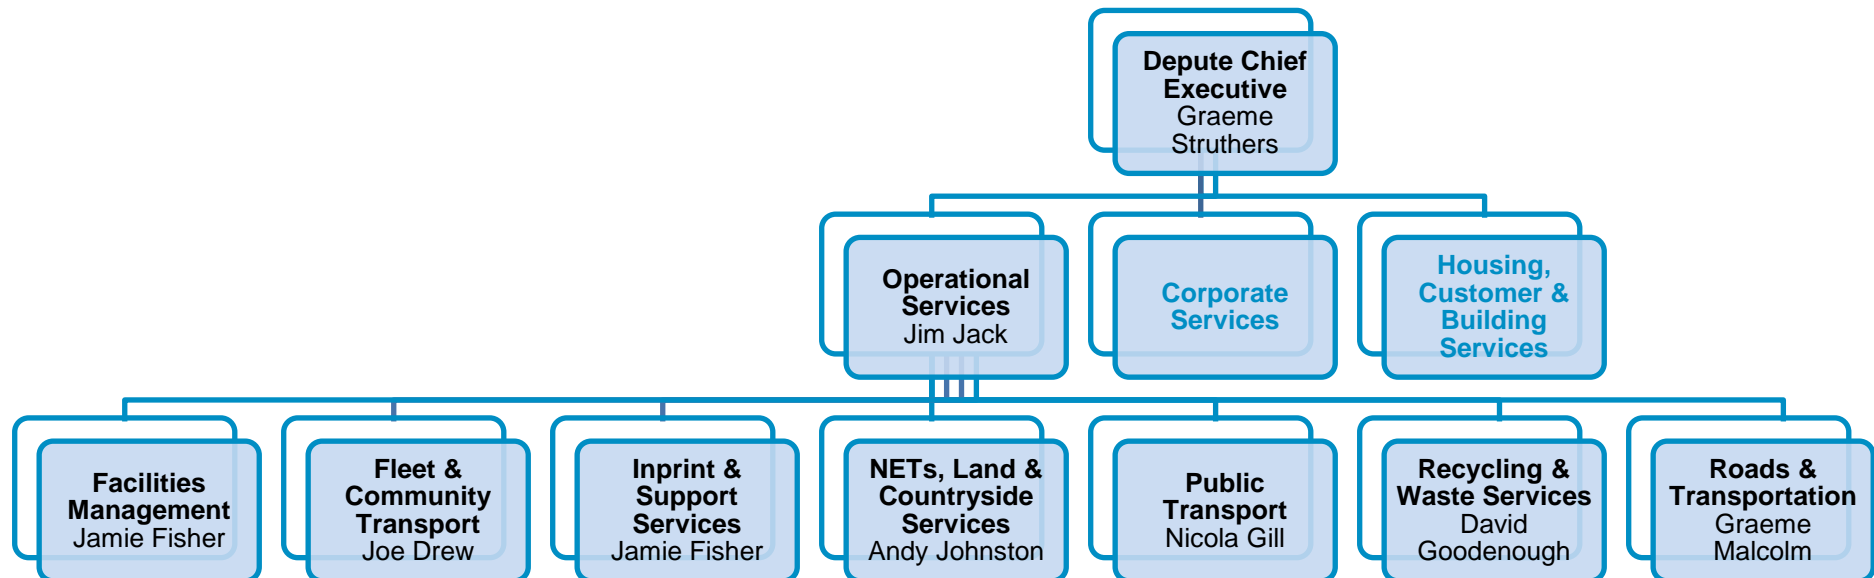 Depute Chief
Executive
Graeme
Struthers
Operational
Services
Jim Jack
Corporate
Services
Housing,
Customer &
Building
Services
Facilities
Management
Jamie Fisher
Fleet &
Community
Transport
Joe Drew
Inprint &
Support
Services
Jamie Fisher
NETs, Land &
Countryside
Services
Andy Johnston
Public
Transport
Nicola Gill
Recycling &
Waste Services
David
Goodenough
Roads &
Transportation
Graeme
Malcolm